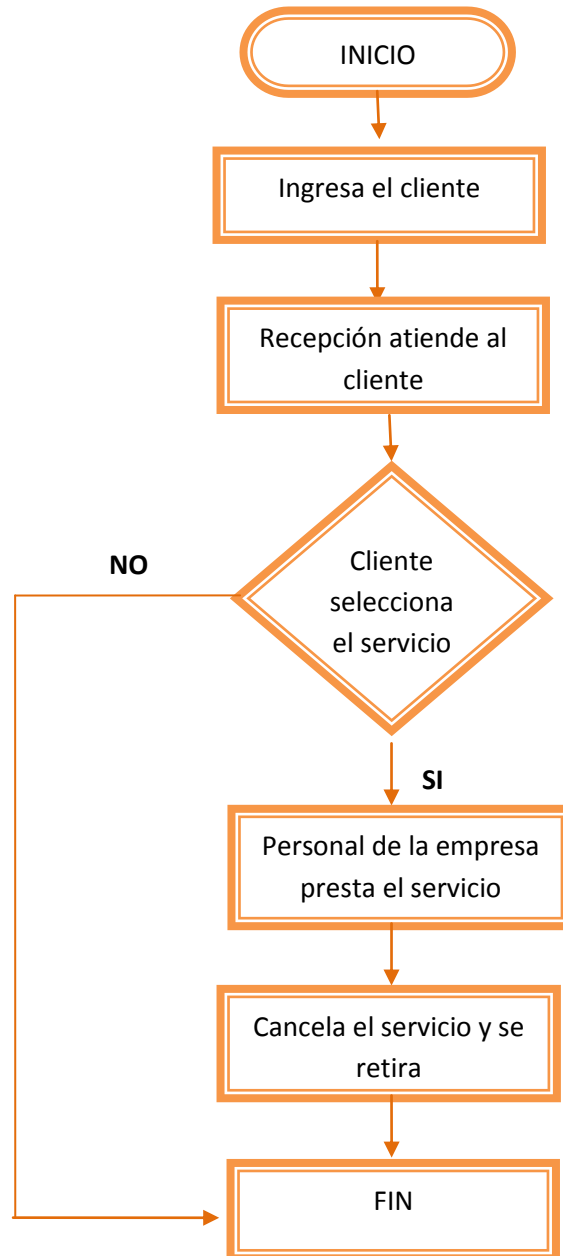 INICIO
Ingresa el cliente
Recepción atiende al
cliente
NO
Cliente
selecciona
el servicio
SI
Personal de la empresa
presta el servicio
Cancela el servicio y se
retira
FIN